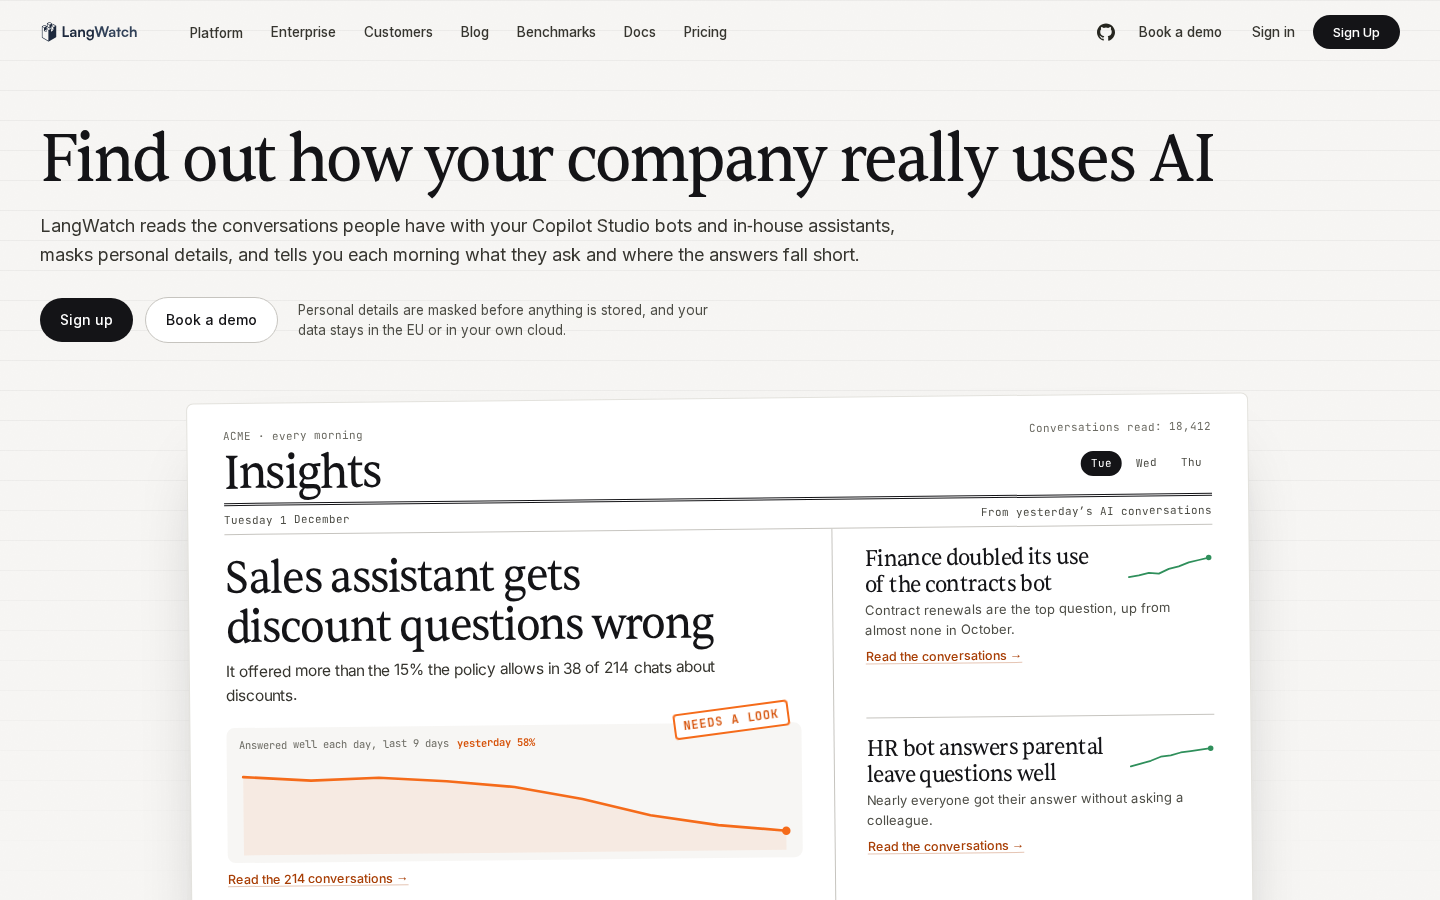 LangWatch
Platform
Enterprise
Customers
Blog
Benchmarks
Docs
Pricing
Book a demo
Sign in
Sign Up
Find out how your company really uses AI
LangWatch reads the conversations people have with your Copilot Studio bots and in-house assistants,
masks personal details, and tells you each morning what they ask and where the answers fall short.
Sign up
Book a demo
Personal details are masked before anything is stored, and your
data stays in the EU or in your own cloud.
ACME · every morning
Conversations read: 18,412
Insights
Tue
Wed
Thu
Tuesday 1 December
From yesterday’s AI conversations
Sales assistant gets
discount questions wrong
It offered more than the 15% the policy allows in 38 of 214 chats about
discounts.
NEEDS A LOOK
Answered well each day, last 9 days yesterday 58%
Read the 214 conversations →
Finance doubled its use
of the contracts bot
Contract renewals are the top question, up from
almost none in October.
Read the conversations →
HR bot answers parental
leave questions well
Nearly everyone got their answer without asking a
colleague.
Read the conversations →